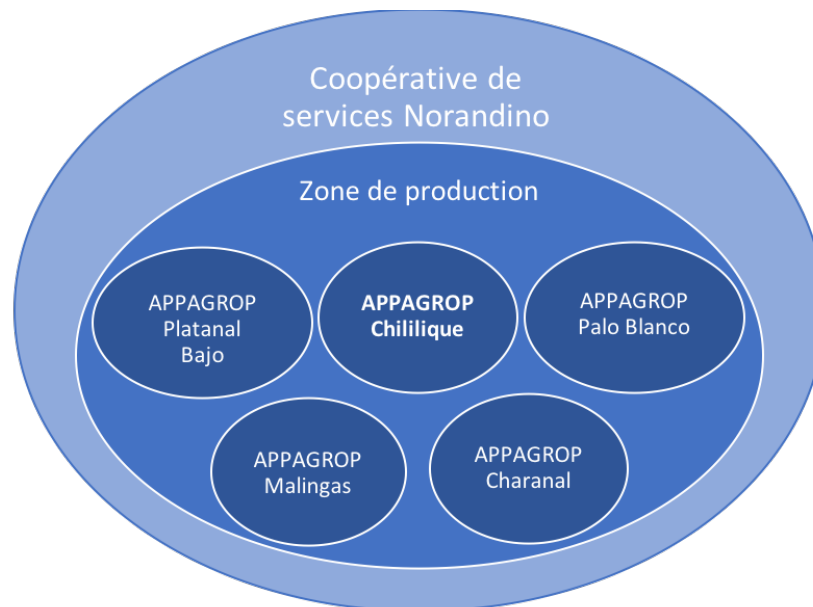 Coopérative de
services Norandino
Zone de production
APPAGROP
Platanal
Bajo
APPAGROP
Chililique
APPAGROP
Palo Blanco
APPAGROP
Malingas
APPAGROP
Charanal